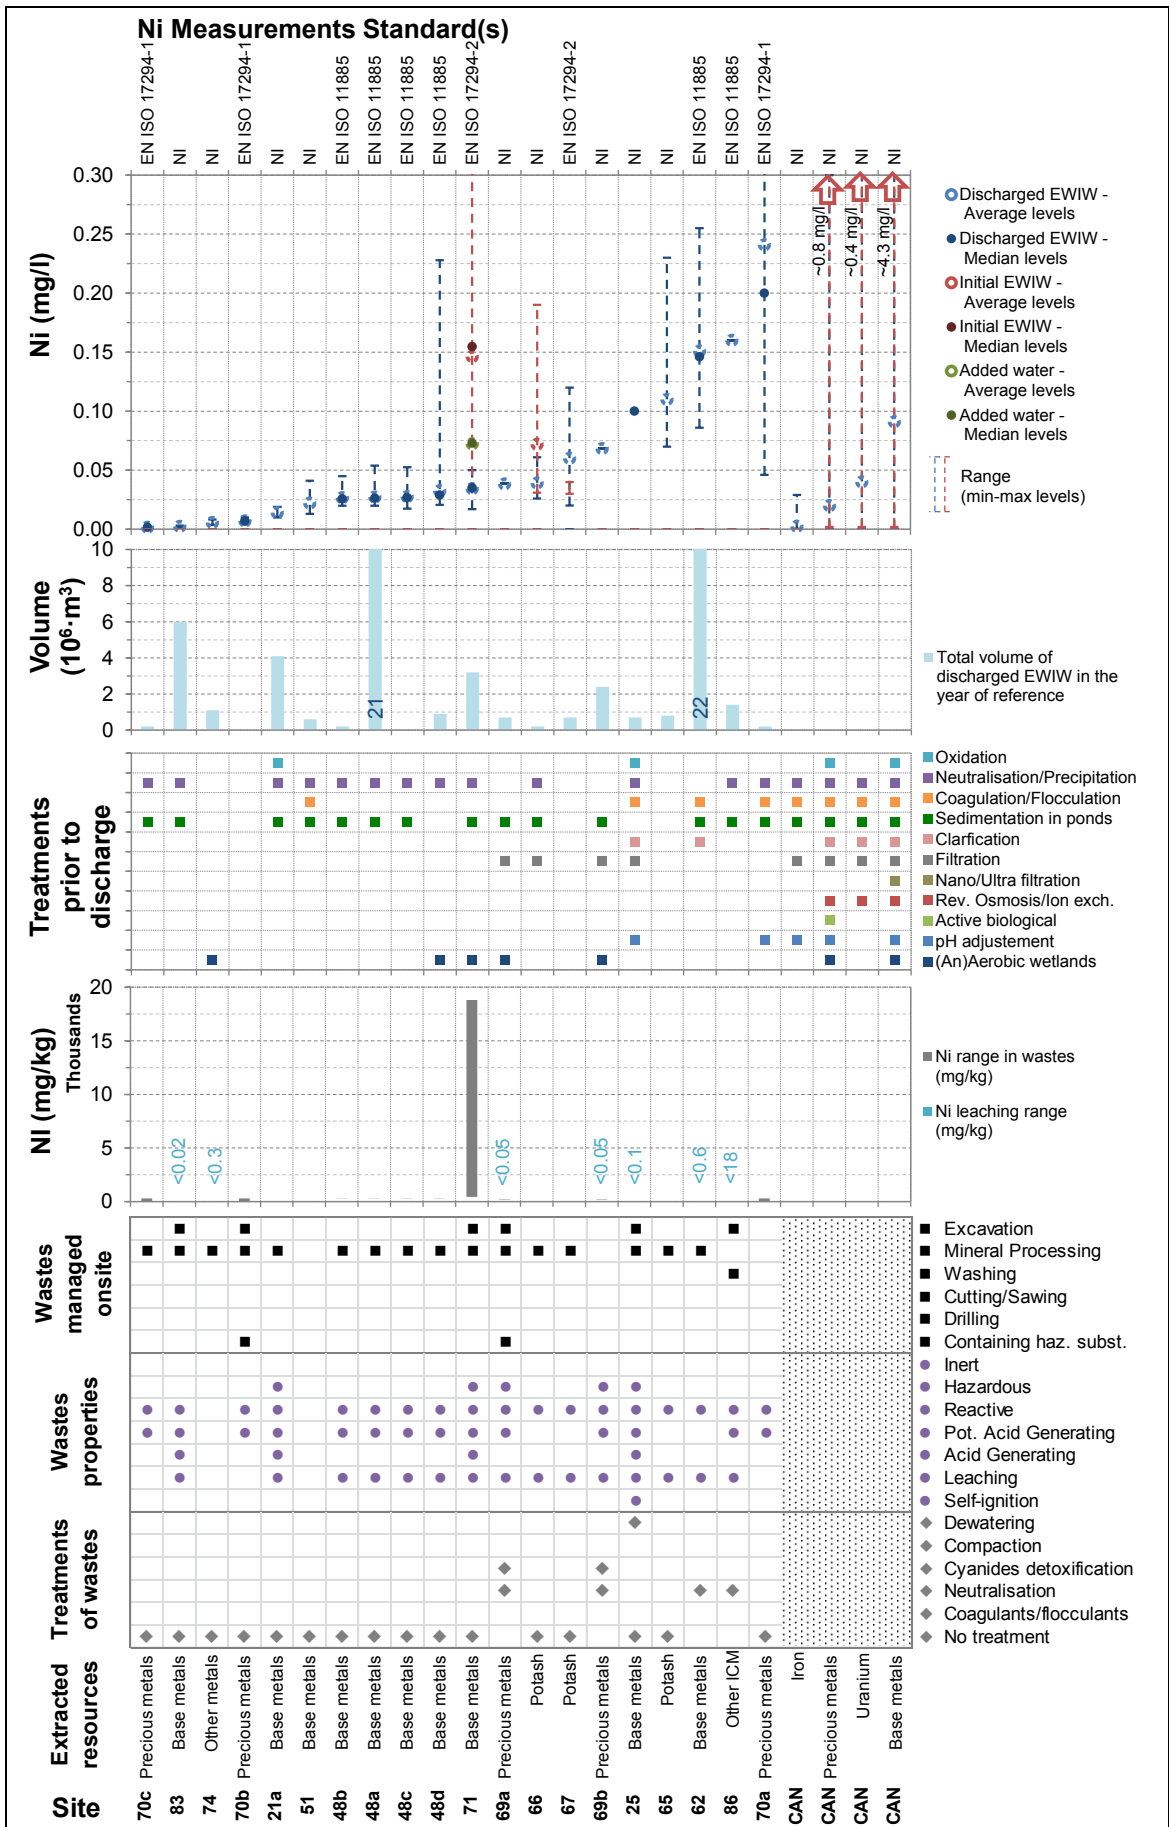 Ni Measurements Standard(s)
EN ISO 17294-1
NI
NI
EN ISO 17294-1
NI
NI
EN ISO 11885
EN ISO 11885
EN ISO 11885
EN ISO 11885
EN ISO 17294-2
NI
NI
EN ISO 17294-2
NI
NI
NI
EN ISO 11885
EN ISO 11885
EN ISO 17294-1
NI
NI
NI
NI
Ni (mg/l)
0.30
0.25
0.20
0.15
0.10
0.05
0.00
~0.8 mg/l
~0.4 mg/l
~4.3 mg/l
Discharged EWIW -
Average levels
Discharged EWIW -
Median levels
Initial EWIW -
Average levels
Initial EWIW -
Median levels
Added water -
Average levels
Added water -
Median levels
Range
(min-max levels)
Volume
(10⁶·m³)
10
8
6
4
2
0
21
22
Total volume of
discharged EWIW in the
year of reference
Treatments
prior to
discharge
Oxidation
Neutralisation/Precipitation
Coagulation/Flocculation
Sedimentation in ponds
Clarfication
Filtration
Nano/Ultra filtration
Rev. Osmosis/Ion exch.
Active biological
pH adjustement
(An)Aerobic wetlands
NI (mg/kg)
Thousands
20
15
10
5
0
<0.02
<0.3
<0.05
<0.05
<0.1
<0.6
<18
Ni range in wastes
(mg/kg)
Ni leaching range
(mg/kg)
Wastes
managed
onsite
Excavation
Mineral Processing
Washing
Cutting/Sawing
Drilling
Containing haz. subst.
Wastes
properties
Inert
Hazardous
Reactive
Pot. Acid Generating
Acid Generating
Leaching
Self-ignition
Treatments
of wastes
Dewatering
Compaction
Cyanides detoxification
Neutralisation
Coagulants/flocculants
No treatment
Extracted
resources
Precious metals
Base metals
Other metals
Precious metals
Base metals
Base metals
Base metals
Base metals
Base metals
Base metals
Base metals
Precious metals
Potash
Potash
Precious metals
Base metals
Potash
Base metals
Other ICM
Precious metals
Iron
Precious metals
Uranium
Base metals
Site
70c
83
74
70b
21a
51
48b
48a
48c
48d
71
69a
66
67
69b
25
65
62
86
70a
CAN
CAN
CAN
CAN